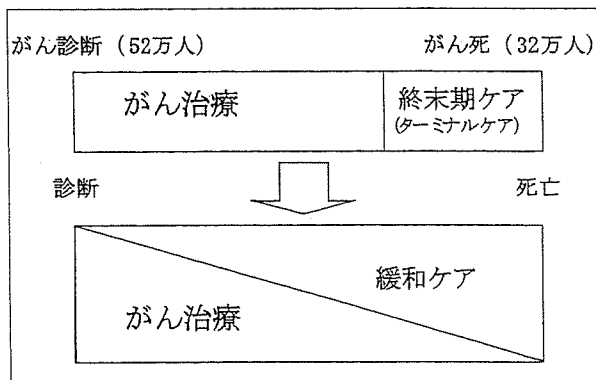 がん診断（52万人） がん死（32万人）
がん治療 終末期ケア
(ターミナルケア)
診断 死亡
緩和ケア
がん治療